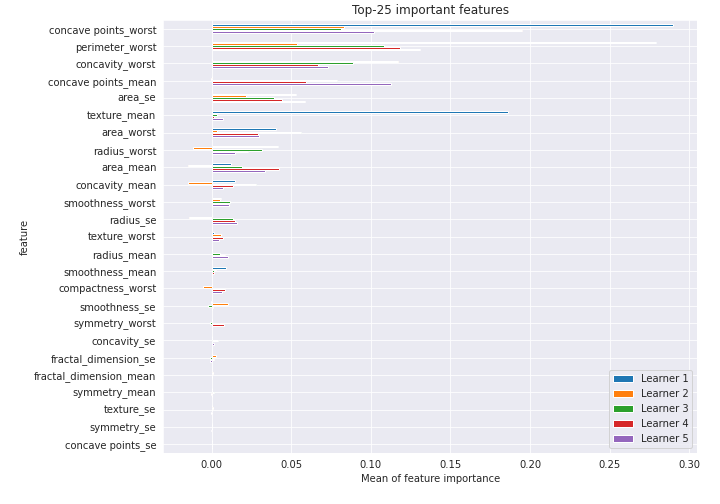 Top-25 important features
concave points_worst
perimeter_worst
concavity_worst
concave points_mean
area_se
texture_mean
area_worst
radius_worst
area_mean
concavity_mean
smoothness_worst
radius_se
texture_worst
radius_mean
smoothness_mean
compactness_worst
smoothness_se
symmetry_worst
concavity_se
fractal_dimension_se
fractal_dimension_mean
symmetry_mean
texture_se
symmetry_se
concave points_se
feature
Learner 1
Learner 2
Learner 3
Learner 4
Learner 5
0.00 0.05 0.10 0.15 0.20 0.25 0.30
Mean of feature importance